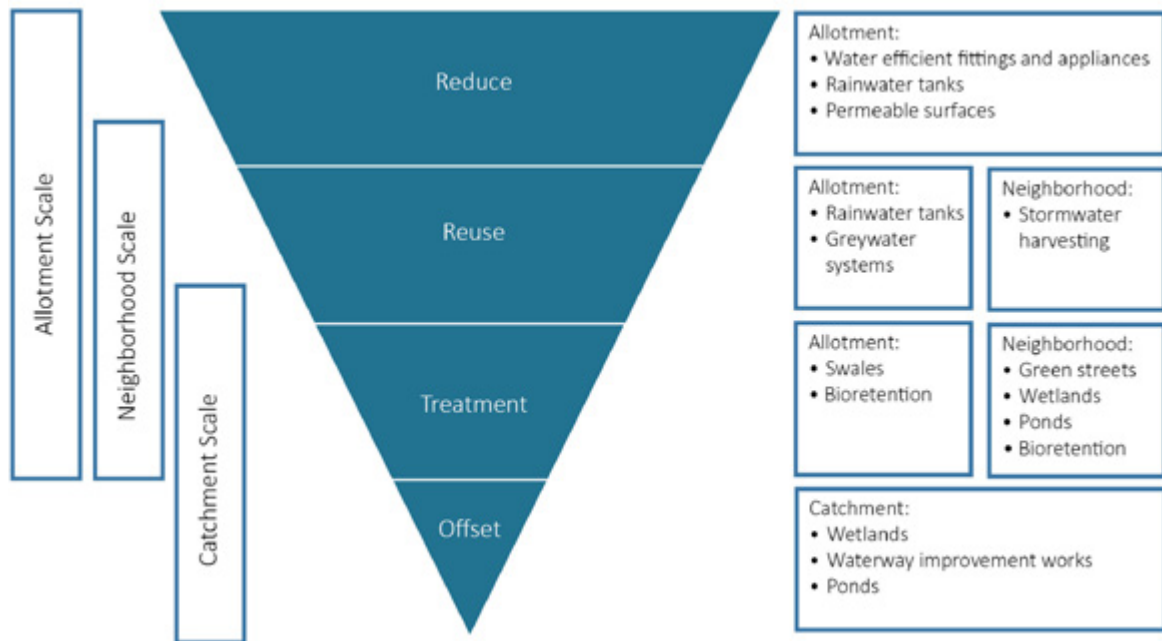 Allotment Scale
Neighborhood Scale
Catchment Scale
Reduce
Reuse
Treatment
Offset
Allotment:
• Water efficient fittings and appliances
• Rainwater tanks
• Permeable surfaces
Allotment:
• Rainwater tanks
• Greywater
systems
Neighborhood:
• Stormwater
harvesting
Allotment:
• Swales
• Bioretention
Neighborhood:
• Green streets
• Wetlands
• Ponds
• Bioretention
Catchment:
• Wetlands
• Waterway improvement works
• Ponds